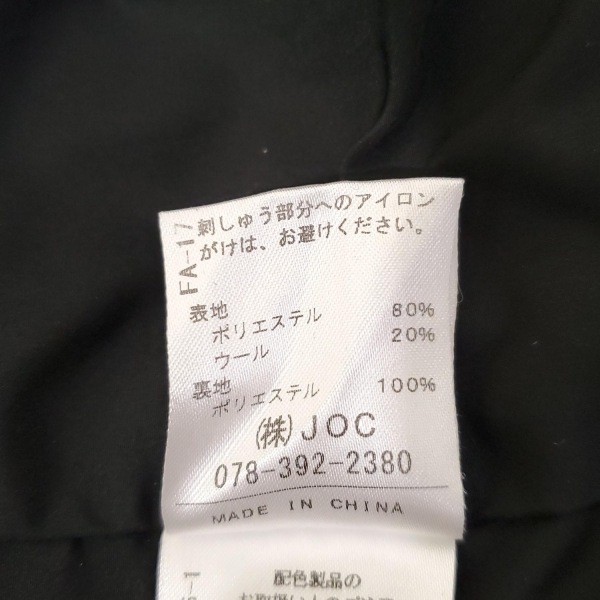 FA-17
刺しゅう部分へのアイロン
がけは、お避けください。
表地
ポリエステル 80%
ウール 20%
裏地
ポリエステル 100%
㈱JOC
078-392-2380
MADE IN CHINA
配色製品の